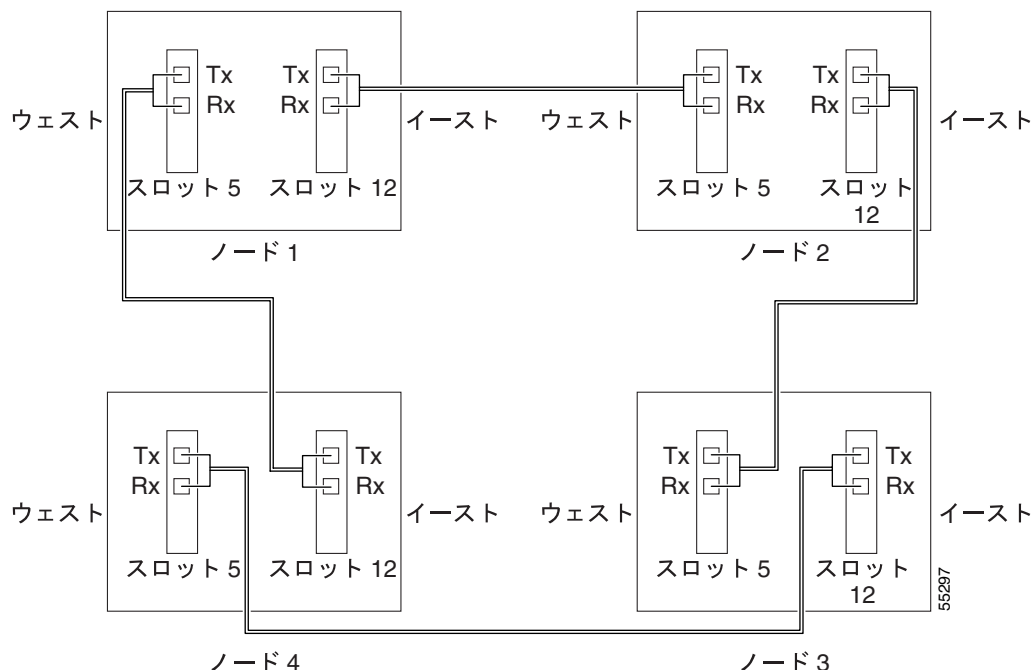 Tx
Rx
Tx
Rx
ウェスト
イースト
スロット 5
スロット 12
ノード 1
Tx
Rx
Tx
Rx
ウェスト
イースト
スロット 5
スロット
12
ノード 2
Tx
Rx
Tx
Rx
ウェスト
イースト
スロット 5
スロット 12
ノード 4
Tx
Rx
Tx
Rx
ウェスト
イースト
スロット 5
スロット
12
ノード 3
55297